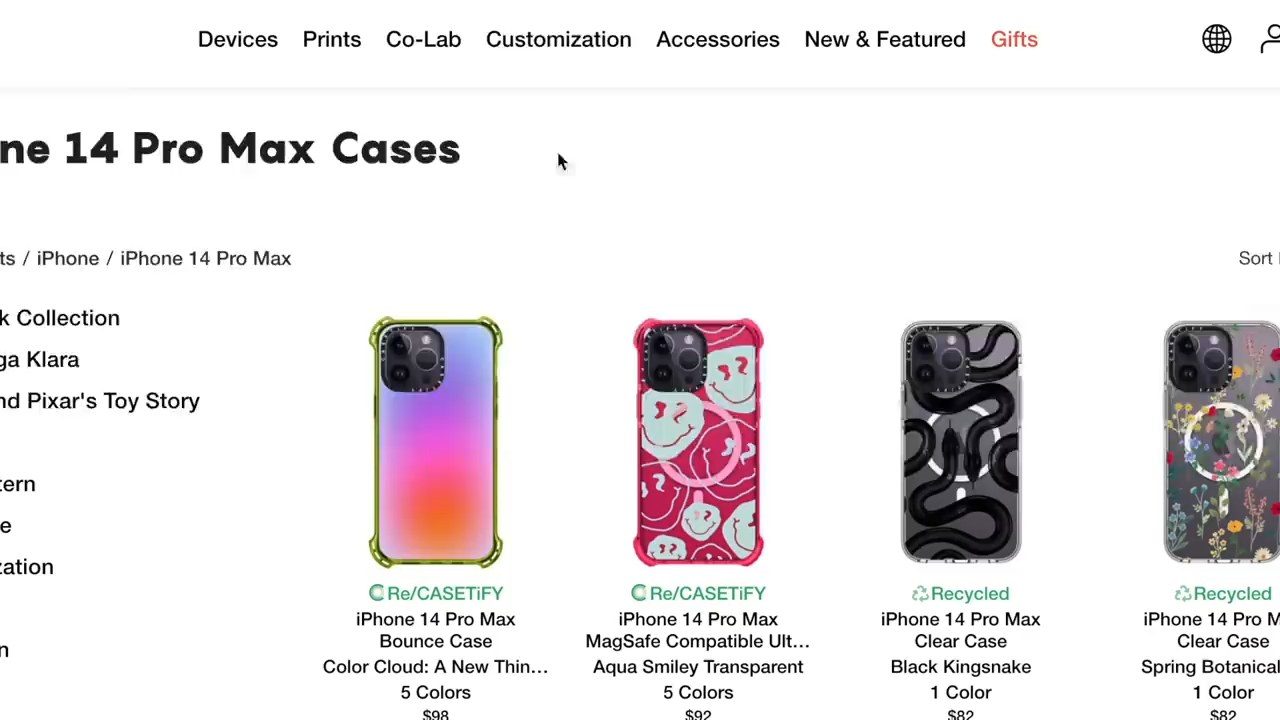 Devices Prints Co-Lab Customization Accessories New & Featured Gifts
ne 14 Pro Max Cases
ts / iPhone / iPhone 14 Pro Max
Sort
k Collection
ga Klara
nd Pixar's Toy Story
tern
e
zation
n
Re/CASETiFY
iPhone 14 Pro Max
Bounce Case
Color Cloud: A New Thin...
5 Colors
$98
Re/CASETiFY
iPhone 14 Pro Max
MagSafe Compatible Ult...
Aqua Smiley Transparent
5 Colors
$92
Recycled
iPhone 14 Pro Max
Clear Case
Black Kingsnake
1 Color
$82
Recycled
iPhone 14 Pro M
Clear Case
Spring Botanical
1 Color
$82